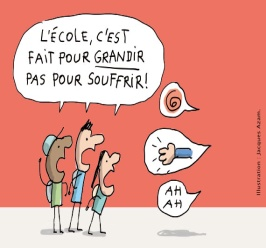 L'ÉCOLE, C'EST
FAIT POUR GRANDIR
PAS POUR SOUFFRIR!
AH
AH
Illustration : Jacques Azam.